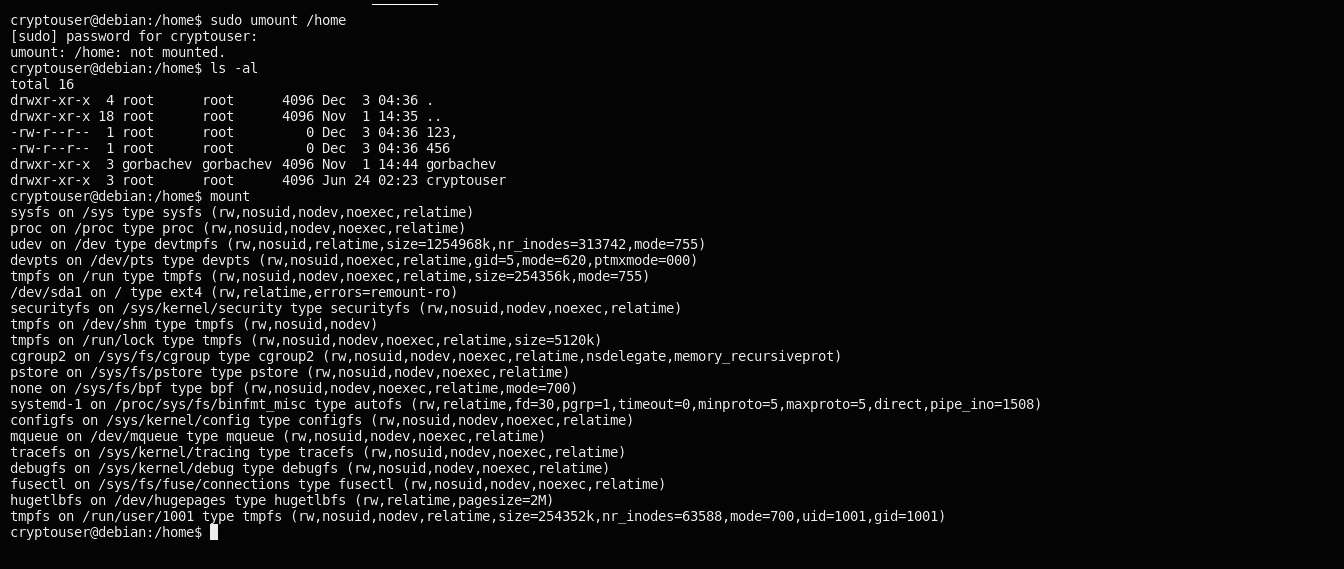 cryptouser@debian:/home$ sudo umount /home
[sudo] password for cryptouser:
umount: /home: not mounted.
cryptouser@debian:/home$ ls -al
total 16
drwxr-xr-x  4 root      root      4096 Dec  3 04:36 .
drwxr-xr-x 18 root      root      4096 Nov  1 14:35 ..
-rw-r--r--  1 root      root         0 Dec  3 04:36 123,
-rw-r--r--  1 root      root         0 Dec  3 04:36 456
drwxr-xr-x  3 gorbachev gorbachev 4096 Nov  1 14:44 gorbachev
drwxr-xr-x  3 root      root      4096 Jun 24 02:23 cryptouser
cryptouser@debian:/home$ mount
sysfs on /sys type sysfs (rw,nosuid,nodev,noexec,relatime)
proc on /proc type proc (rw,nosuid,nodev,noexec,relatime)
udev on /dev type devtmpfs (rw,nosuid,relatime,size=1254968k,nr_inodes=313742,mode=755)
devpts on /dev/pts type devpts (rw,nosuid,noexec,relatime,gid=5,mode=620,ptmxmode=000)
tmpfs on /run type tmpfs (rw,nosuid,nodev,noexec,relatime,size=254356k,mode=755)
/dev/sda1 on / type ext4 (rw,relatime,errors=remount-ro)
securityfs on /sys/kernel/security type securityfs (rw,nosuid,nodev,noexec,relatime)
tmpfs on /dev/shm type tmpfs (rw,nosuid,nodev)
tmpfs on /run/lock type tmpfs (rw,nosuid,nodev,noexec,relatime,size=5120k)
cgroup2 on /sys/fs/cgroup type cgroup2 (rw,nosuid,nodev,noexec,relatime,nsdelegate,memory_recursiveprot)
pstore on /sys/fs/pstore type pstore (rw,nosuid,nodev,noexec,relatime)
none on /sys/fs/bpf type bpf (rw,nosuid,nodev,noexec,relatime,mode=700)
systemd-1 on /proc/sys/fs/binfmt_misc type autofs (rw,relatime,fd=30,pgrp=1,timeout=0,minproto=5,maxproto=5,direct,pipe_ino=1508)
configfs on /sys/kernel/config type configfs (rw,nosuid,nodev,noexec,relatime)
mqueue on /dev/mqueue type mqueue (rw,nosuid,nodev,noexec,relatime)
tracefs on /sys/kernel/tracing type tracefs (rw,nosuid,nodev,noexec,relatime)
debugfs on /sys/kernel/debug type debugfs (rw,nosuid,nodev,noexec,relatime)
fusectl on /sys/fs/fuse/connections type fusectl (rw,nosuid,nodev,noexec,relatime)
hugetlbfs on /dev/hugepages type hugetlbfs (rw,relatime,pagesize=2M)
tmpfs on /run/user/1001 type tmpfs (rw,nosuid,nodev,relatime,size=254352k,nr_inodes=63588,mode=700,uid=1001,gid=1001)
cryptouser@debian:/home$